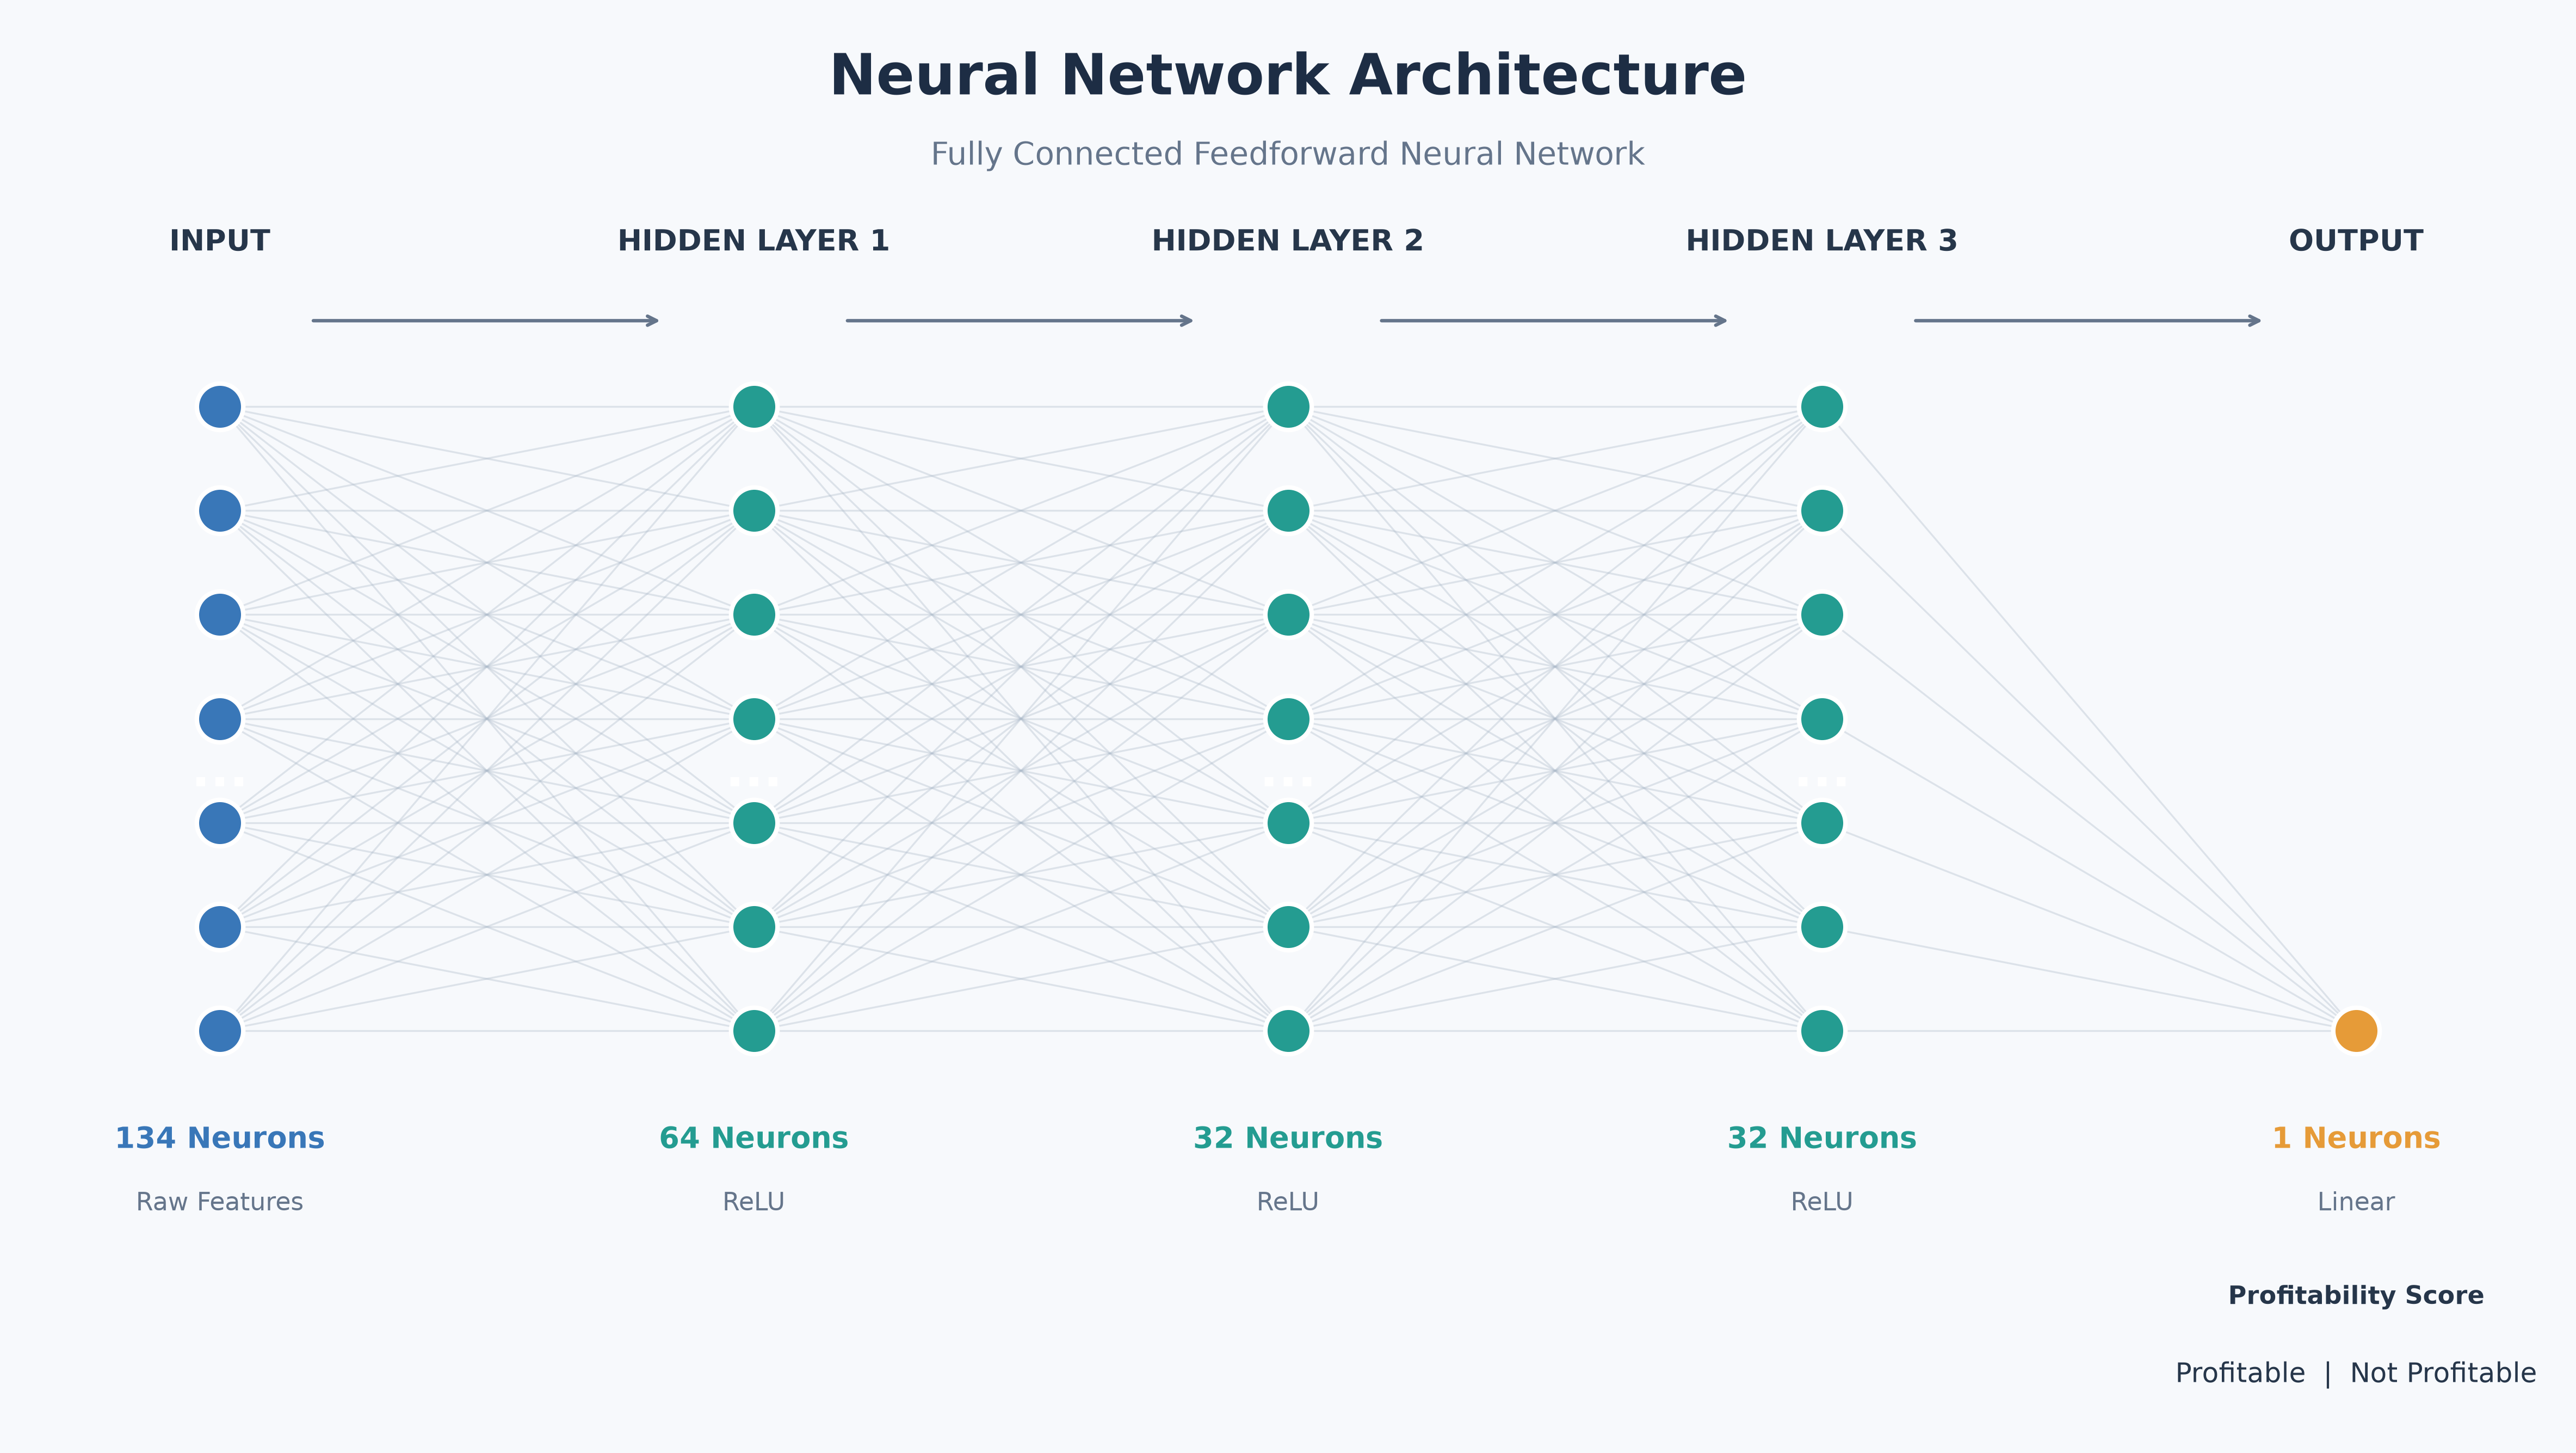 Neural Network Architecture
Fully Connected Feedforward Neural Network
INPUT HIDDEN LAYER 1 HIDDEN LAYER 2 HIDDEN LAYER 3 OUTPUT
... ... ... ...
134 Neurons 64 Neurons 32 Neurons 32 Neurons 1 Neurons
Raw Features ReLU ReLU ReLU Linear
Profitability Score
Profitable | Not Profitable